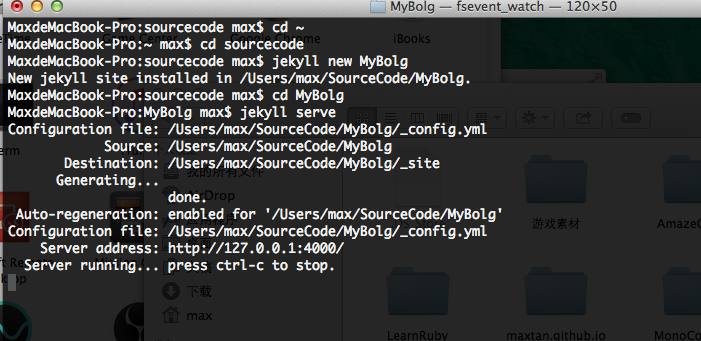 MyBolg — fsevent_watch — 120×50
MaxdeMacBook-Pro:sourcecode max$ cd ~
MaxdeMacBook-Pro:~ max$ cd sourcecode
MaxdeMacBook-Pro:sourcecode max$ jekyll new MyBolg
New jekyll site installed in /Users/max/SourceCode/MyBolg.
MaxdeMacBook-Pro:sourcecode max$ cd MyBolg
MaxdeMacBook-Pro:MyBolg max$ jekyll serve
Configuration file: /Users/max/SourceCode/MyBolg/_config.yml
Source: /Users/max/SourceCode/MyBolg
Destination: /Users/max/SourceCode/MyBolg/_site
Generating...
done.
Auto-regeneration: enabled for '/Users/max/SourceCode/MyBolg'
Configuration file: /Users/max/SourceCode/MyBolg/_config.yml
Server address: http://127.0.0.1:4000/
Server running... press ctrl-c to stop.
Game Center
Google Chrome
iBooks
我的所有文件
AirDrop
下载
max
游戏素材
LearnRuby
maxtan.github.io